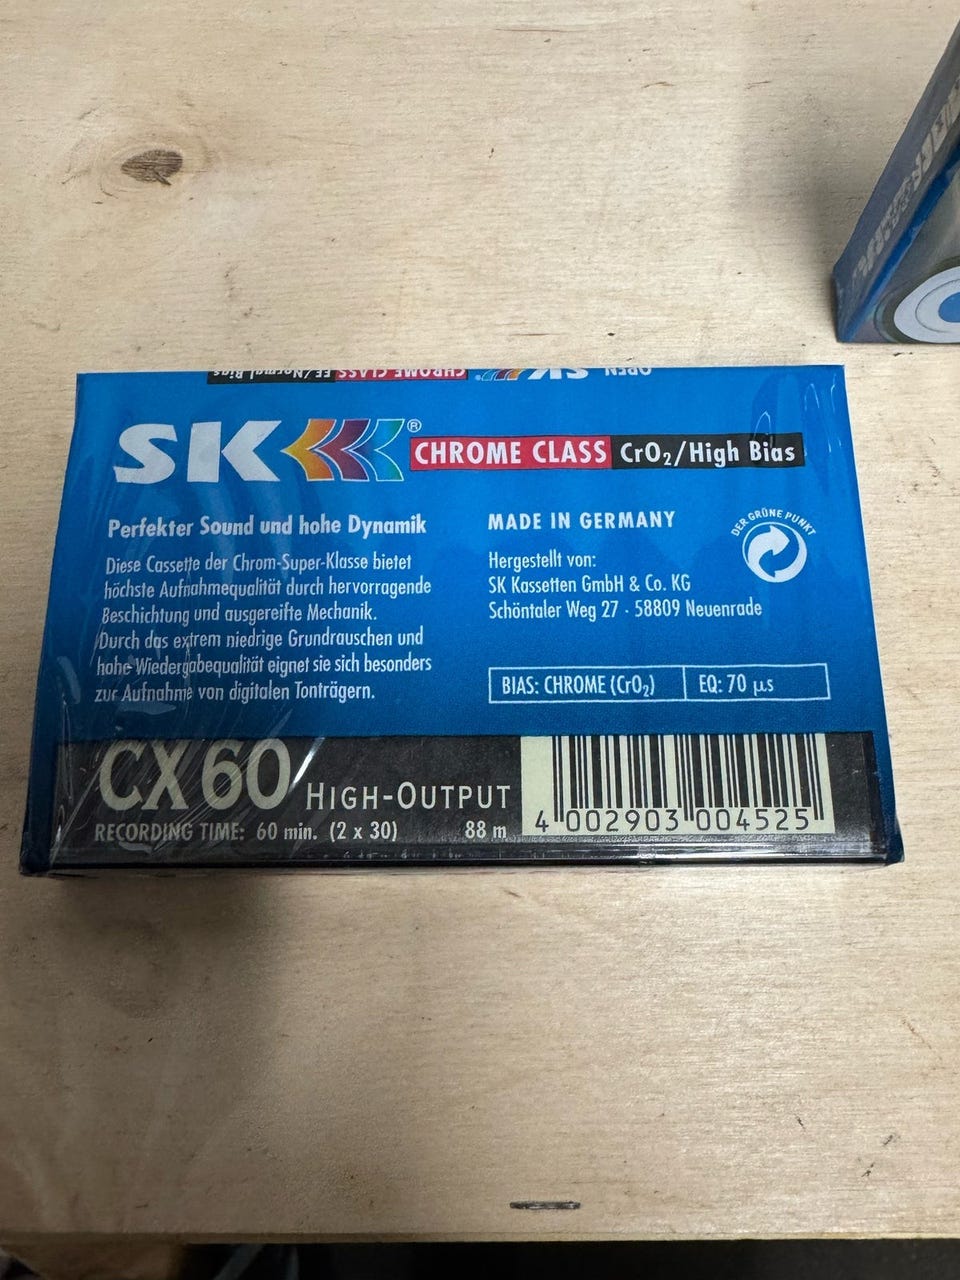 OPEN SK® CHROME CLASS FE/Normal Bias
SK® CHROME CLASS CrO₂/High Bias
Perfekter Sound und hohe Dynamik
Diese Cassette der Chrom-Super-Klasse bietet
höchste Aufnahmequalität durch hervorragende
Beschichtung und ausgereifte Mechanik.
Durch das extrem niedrige Grundrauschen und
hohe Wiedergabequalität eignet sie sich besonders
zur Aufnahme von digitalen Tonträgern.
MADE IN GERMANY
Hergestellt von:
SK Kassetten GmbH & Co. KG
Schöntaler Weg 27 · 58809 Neuenrade
DER GRÜNE PUNKT
BIAS: CHROME (CrO₂) EQ: 70 µs
CX 60 HIGH-OUTPUT
RECORDING TIME: 60 min. (2 x 30) 88 m
4 002903 004525